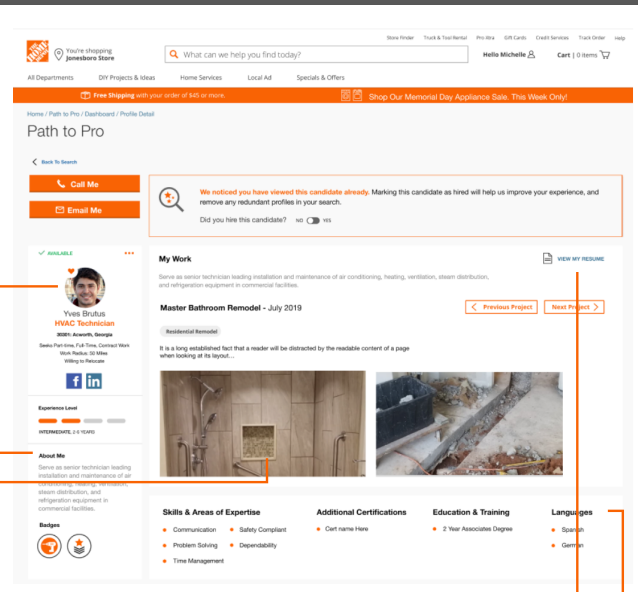 Store Finder Truck & Tool Rental Pro-Xtra Gift Cards Credit Services Track Order Help
You're shopping
Jonesboro Store
What can we help you find today?
Hello Michelle
Cart | 0 items
All Departments DIY Projects & Ideas Home Services Local Ad Specials & Offers
Free Shipping with your order of $45 or more.
Shop Our Memorial Day Appliance Sale. This Week Only!
Home / Path to Pro / Dashboard / Profile Detail
Path to Pro
Back To Search
Call Me
Email Me
We noticed you have viewed this candidate already. Marking this candidate as hired will help us improve your experience, and
remove any redundant profiles in your search.
Did you hire this candidate? NO YES
AVAILABLE
Yves Brutus
HVAC Technician
30301: Acworth, Georgia
Seeks Part-time, Full-Time, Contract Work
Work Radius: 50 Miles
Willing to Relocate
Experience Level
INTERMEDIATE, 2-5 YEARS
About Me
Serve as senior technician leading
installation and maintenance of air
conditioning, heating, ventilation,
steam distribution, and
refrigeration equipment in
commercial facilities.
Badges
My Work
VIEW MY RESUME
Serve as senior technician leading installation and maintenance of air conditioning, heating, ventilation, steam distribution,
and refrigeration equipment in commercial facilities.
Master Bathroom Remodel - July 2019
Previous Project
Next Project
Residential Remodel
It is a long established fact that a reader will be distracted by the readable content of a page
when looking at its layout...
Skills & Areas of Expertise
Communication
Safety Compliant
Problem Solving
Dependability
Time Management
Additional Certifications
Cert name Here
Education & Training
2 Year Associates Degree
Languages
Spanish
German